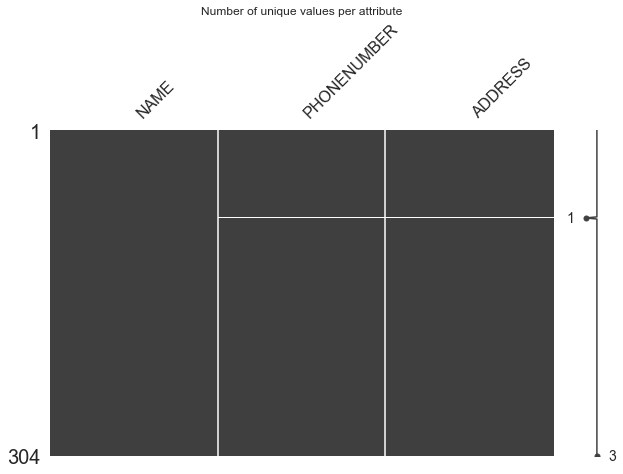 Number of unique values per attribute
NAME
PHONENUMBER
ADDRESS
1
1
304
3